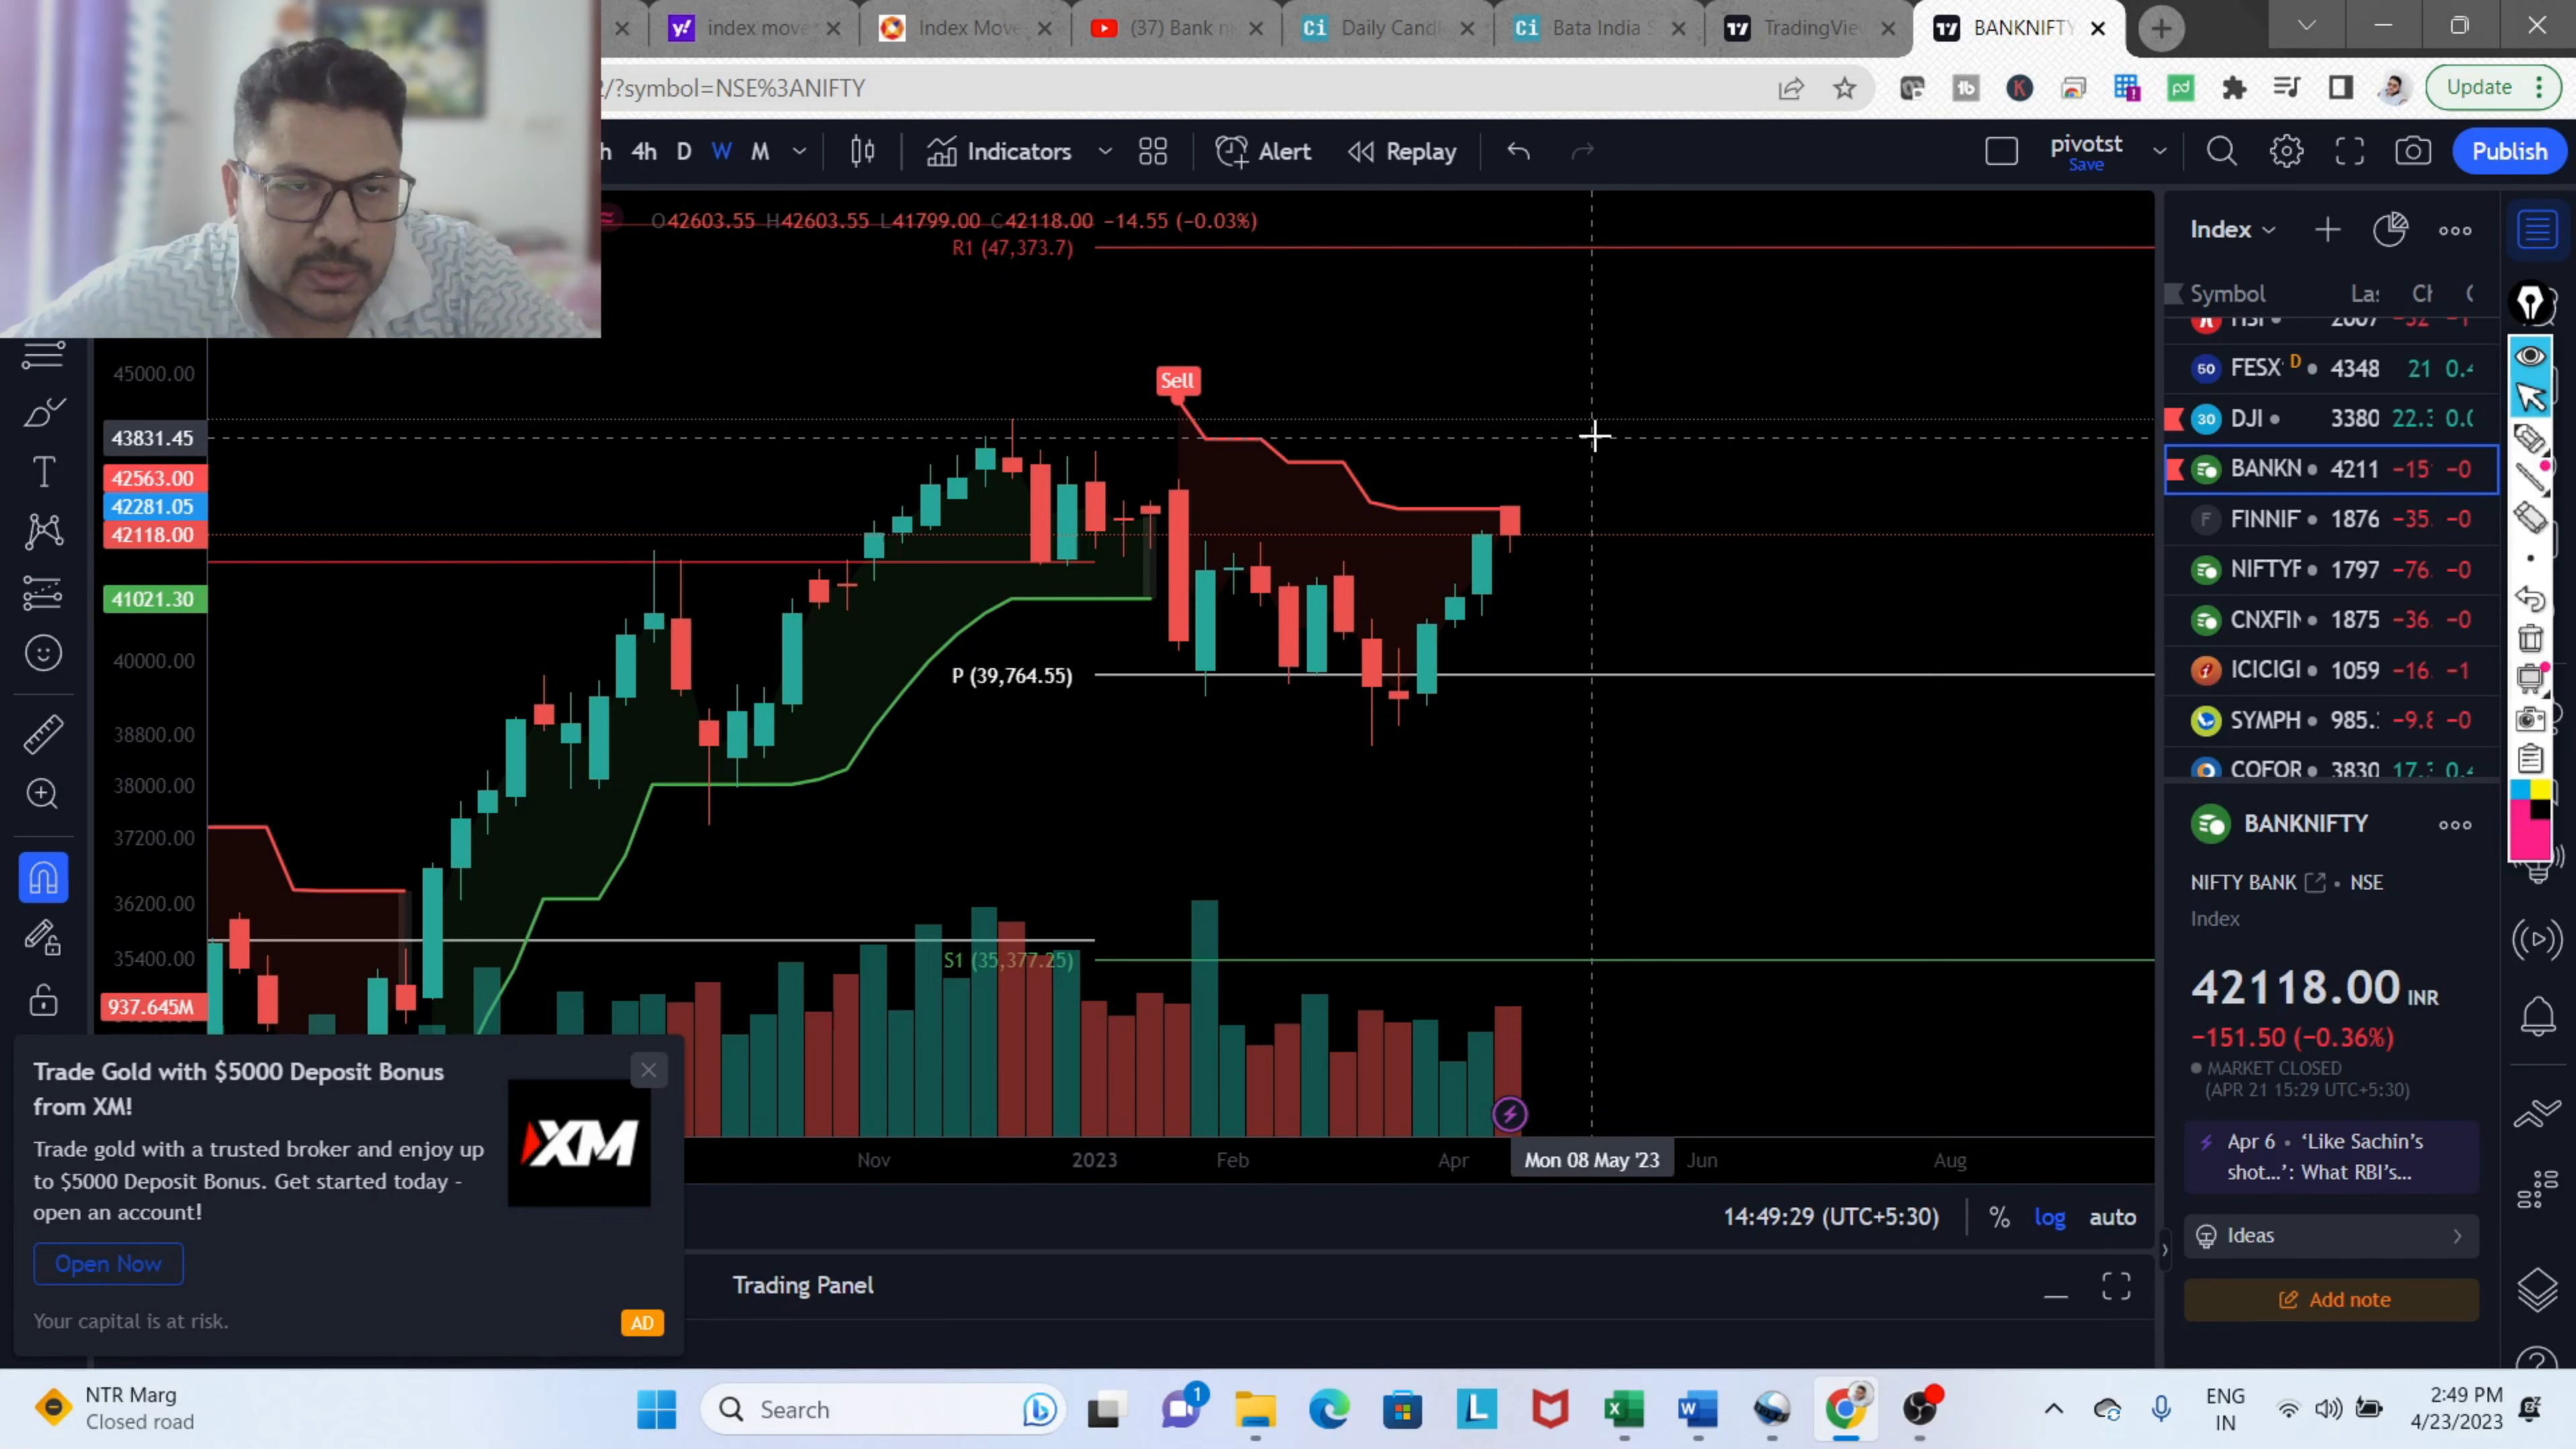 index move
Index Move
(37) Bank n
Daily Candl
Bata India S
TradingVie
BANKNIFTY
2/?symbol=NSE%3ANIFTY
Update
4h D W M
Indicators
Alert
Replay
pivotst
Save
Publish
O42603.55 H42603.55 L41799.00 C42118.00 −14.55 (−0.03%)
R1 (47,373.7)
Sell
P (39,764.55)
S1 (35,377.25)
45000.00
43831.45
42563.00
42281.05
42118.00
41021.30
40000.00
38800.00
38000.00
37200.00
36200.00
35400.00
937.645M
Nov 2023 Feb Apr Mon 08 May '23 Jun Aug
14:49:29 (UTC+5:30) % log auto
Trading Panel
Trade Gold with $5000 Deposit Bonus
from XM!
Trade gold with a trusted broker and enjoy up
to $5000 Deposit Bonus. Get started today -
open an account!
XM
Open Now
Your capital is at risk.
AD
Index
Symbol
FESX D 4348 21
50
DJI 3380
30
BANKN 4211
FINNIF 1876 −35. −0
F
NIFTYF 1797 −76. −0
CNXFIN 1875 −36. −0
ICICIGI 1059 −16. −1
SYMPH 985. −9.8 −0
COFOR 3830
BANKNIFTY
NIFTY BANK • NSE
Index
42118.00 INR
−151.50 (−0.36%)
MARKET CLOSED
(APR 21 15:29 UTC+5:30)
Apr 6 • ‘Like Sachin’s
shot...’: What RBI’s...
Ideas
Add note
NTR Marg
Closed road
Search
1
ENG
IN
2:49 PM
4/23/2023